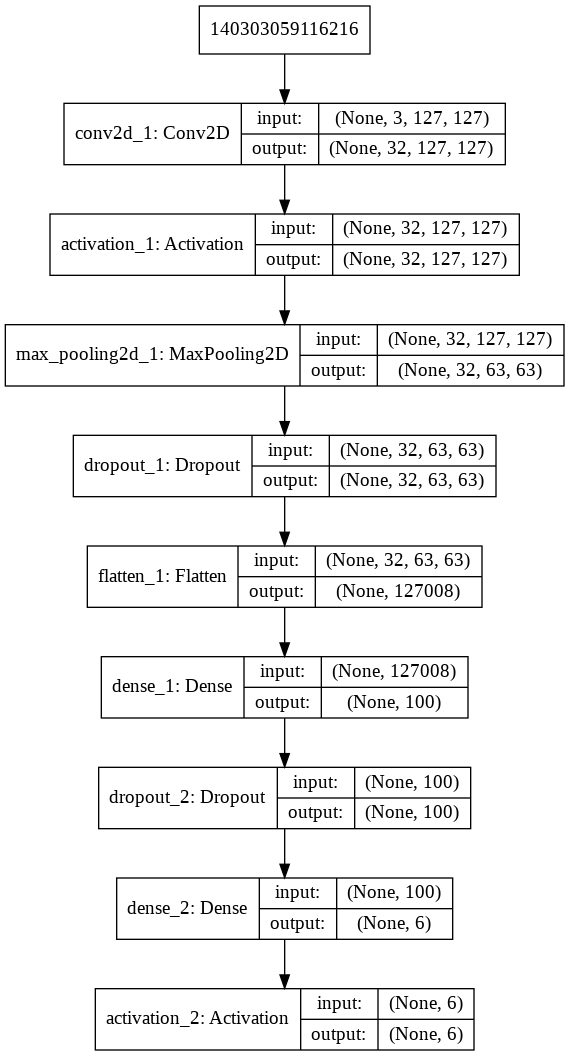 140303059116216
conv2d_1: Conv2D
input:
(None, 3, 127, 127)
output:
(None, 32, 127, 127)
activation_1: Activation
input:
(None, 32, 127, 127)
output:
(None, 32, 127, 127)
max_pooling2d_1: MaxPooling2D
input:
(None, 32, 127, 127)
output:
(None, 32, 63, 63)
dropout_1: Dropout
input:
(None, 32, 63, 63)
output:
(None, 32, 63, 63)
flatten_1: Flatten
input:
(None, 32, 63, 63)
output:
(None, 127008)
dense_1: Dense
input:
(None, 127008)
output:
(None, 100)
dropout_2: Dropout
input:
(None, 100)
output:
(None, 100)
dense_2: Dense
input:
(None, 100)
output:
(None, 6)
activation_2: Activation
input:
(None, 6)
output:
(None, 6)